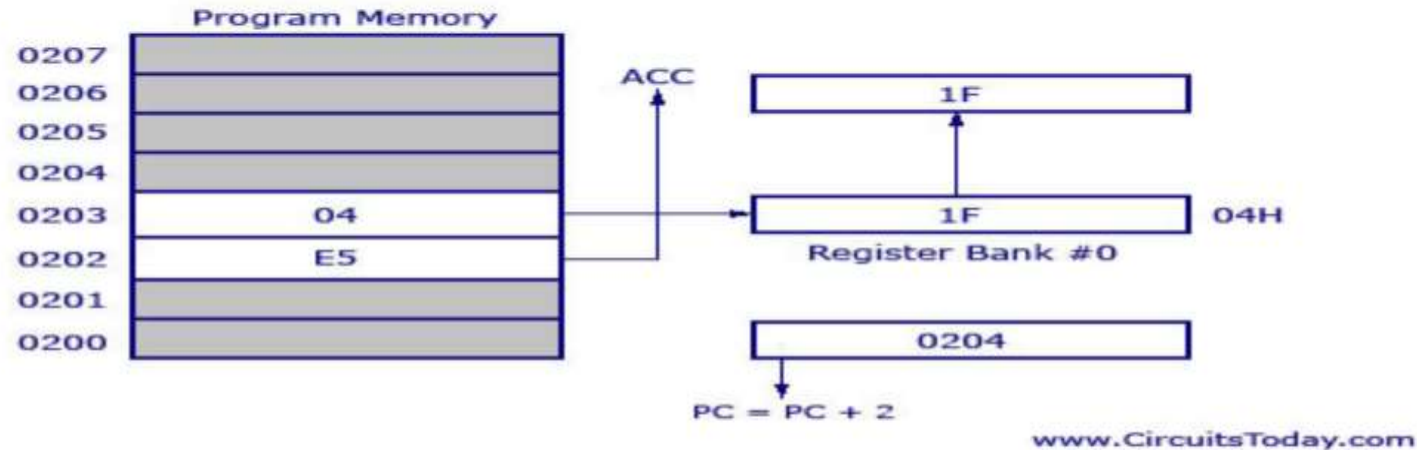 Program Memory
0207
0206
0205
0204
0203 04
0202 E5
0201
0200
ACC
1F
1F 04H
Register Bank #0
0204
PC = PC + 2
www.CircuitsToday.com